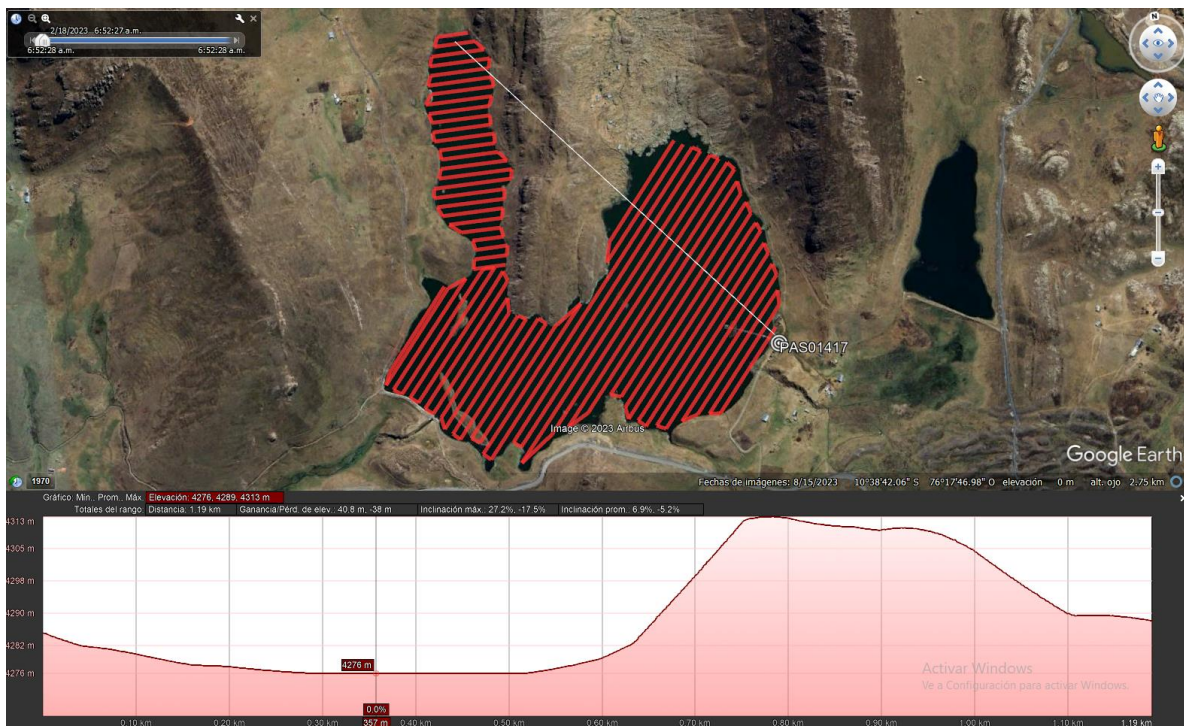 2/18/2023 6:52:27 a.m.
6:52:28 a.m. 6:52:28 a.m.
N
PAS01417
Image © 2023 Airbus
Google Earth
1970
Fechas de imágenes: 8/15/2023 10°38'42.06" S 76°17'46.98" O elevación 0 m alt. ojo 2.75 km
Gráfico: Mín., Prom., Máx. Elevación: 4276, 4289, 4313 m
Totales del rango: Distancia: 1.19 km Ganancia/Pérd. de elev.: 40.8 m, -38 m Inclinación máx.: 27.2%, -17.5% Inclinación prom.: 6.9%, -5.2%
4313 m
4305 m
4298 m
4290 m
4282 m
4276 m
4276 m
Activar Windows
Ve a Configuración para activar Windows.
0.0%
0.10 km 0.20 km 0.30 km 357 m 0.40 km 0.50 km 0.60 km 0.70 km 0.80 km 0.90 km 1.00 km 1.10 km 1.19 km